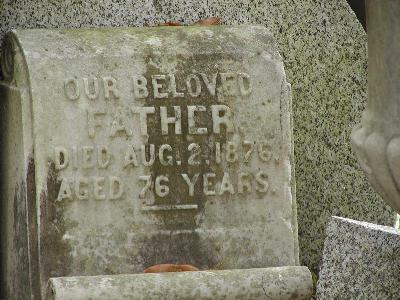 OUR BELOVED
FATHER.
DIED AUG. 2. 1876.
AGED 76 YEARS.